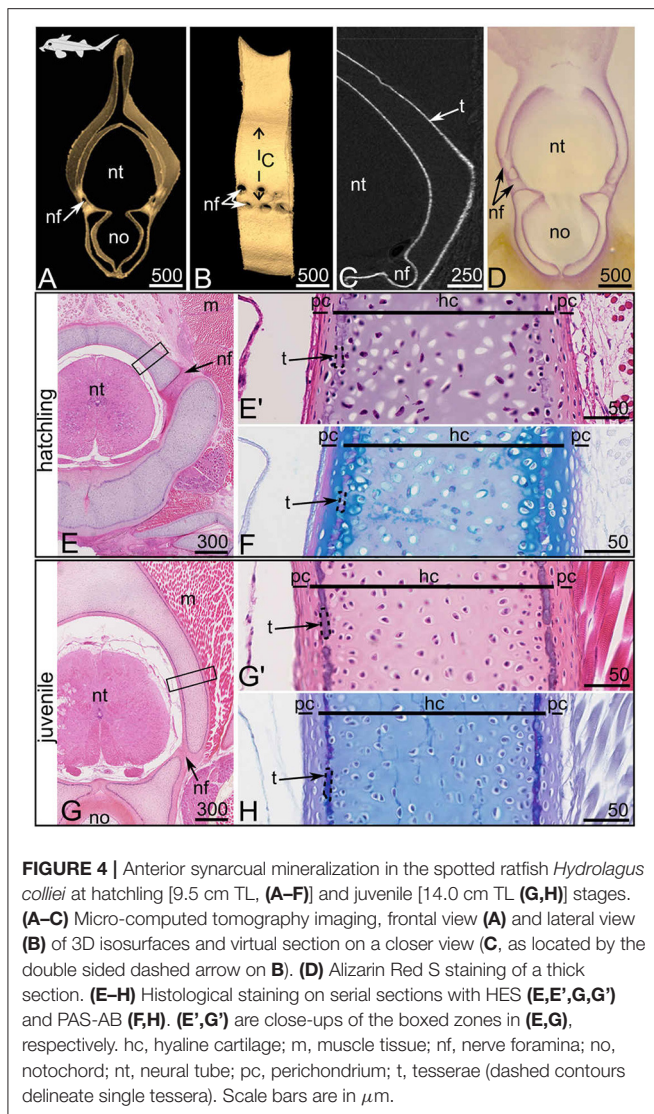 nt
nf
no
A
500
C
nf
B
500
t
nt
nf
C
250
nt
nf
no
D
500
hatchling
m
nf
nt
E
300
pc
hc
pc
t
E'
50
pc
hc
pc
t
F
50
juvenile
m
nt
nf
no
G
300
pc
hc
pc
t
G'
50
pc
hc
pc
t
H
50
FIGURE 4 | Anterior synarcual mineralization in the spotted ratfish Hydrolagus
colliei at hatchling [9.5 cm TL, (A–F)] and juvenile [14.0 cm TL (G,H)] stages.
(A–C) Micro-computed tomography imaging, frontal view (A) and lateral view
(B) of 3D isosurfaces and virtual section on a closer view (C, as located by the
double sided dashed arrow on B). (D) Alizarin Red S staining of a thick
section. (E–H) Histological staining on serial sections with HES (E,E',G,G')
and PAS-AB (F,H). (E',G') are close-ups of the boxed zones in (E,G),
respectively. hc, hyaline cartilage; m, muscle tissue; nf, nerve foramina; no,
notochord; nt, neural tube; pc, perichondrium; t, tesserae (dashed contours
delineate single tessera). Scale bars are in μm.